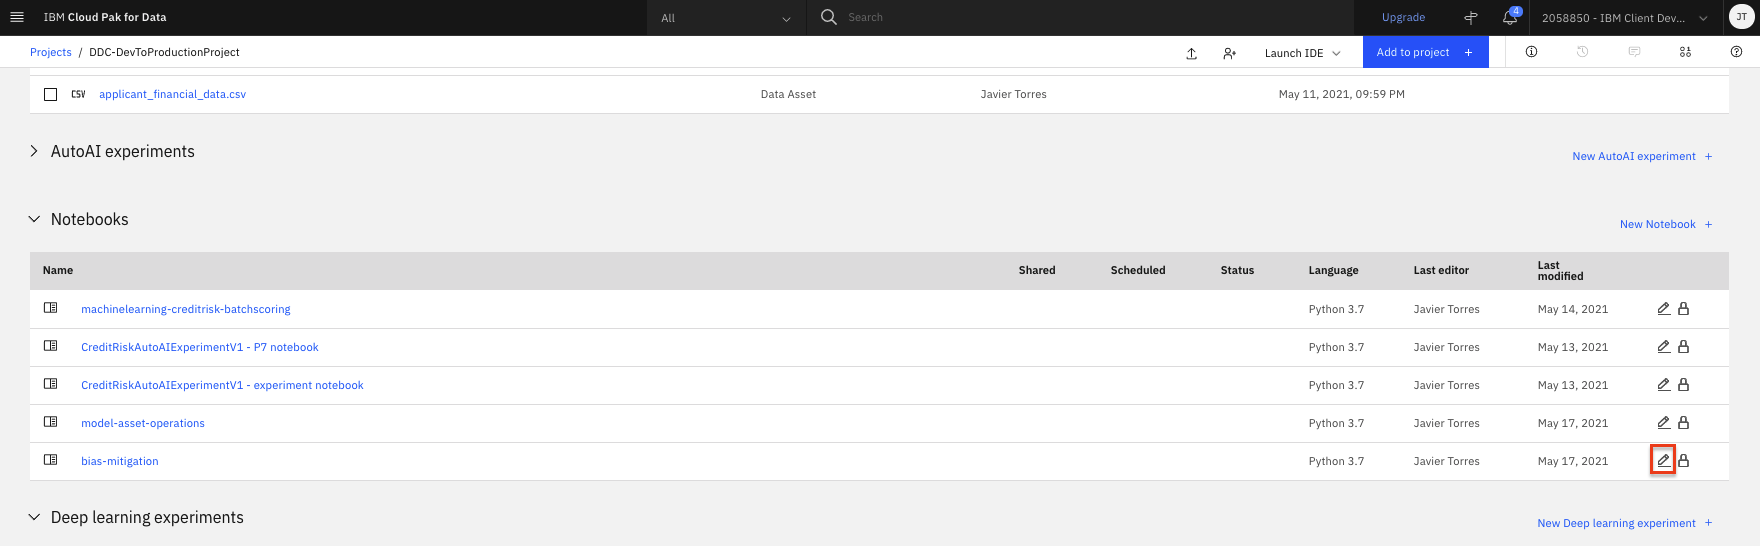 IBM Cloud Pak for Data
All
Search
Upgrade
4
2058850 - IBM Client Dev...
JT
Projects / DDC-DevToProductionProject
Launch IDE
Add to project +
CSV applicant_financial_data.csv Data Asset Javier Torres May 11, 2021, 09:59 PM
AutoAI experiments
New AutoAI experiment +
Notebooks
New Notebook +
Name Shared Scheduled Status Language Last editor Last modified
machinelearning-creditrisk-batchscoring Python 3.7 Javier Torres May 14, 2021
CreditRiskAutoAIExperimentV1 - P7 notebook Python 3.7 Javier Torres May 13, 2021
CreditRiskAutoAIExperimentV1 - experiment notebook Python 3.7 Javier Torres May 13, 2021
model-asset-operations Python 3.7 Javier Torres May 17, 2021
bias-mitigation Python 3.7 Javier Torres May 17, 2021
Deep learning experiments
New Deep learning experiment +